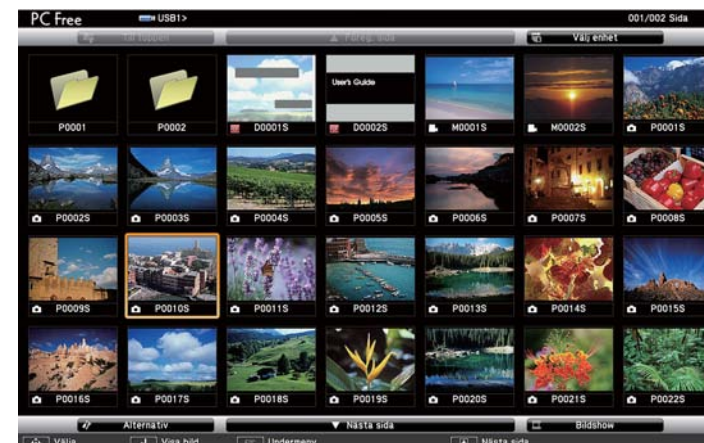 PC Free USB1> 001/002 Sida
Till toppen ▲ Föreg. sida Välj enhet
User's Guide
P0001 P0002 D0001S D0002S M0001S M0002S P0001S
P0002S P0003S P0004S P0005S P0006S P0007S P0008S
P0009S P0010S P0011S P0012S P0013S P0014S P0015S
P0016S P0017S P0018S P0019S P0020S P0021S P0022S
Alternativ ▼ Nästa sida Bildshow
Välja Visa bild Undermeny Nästa sida